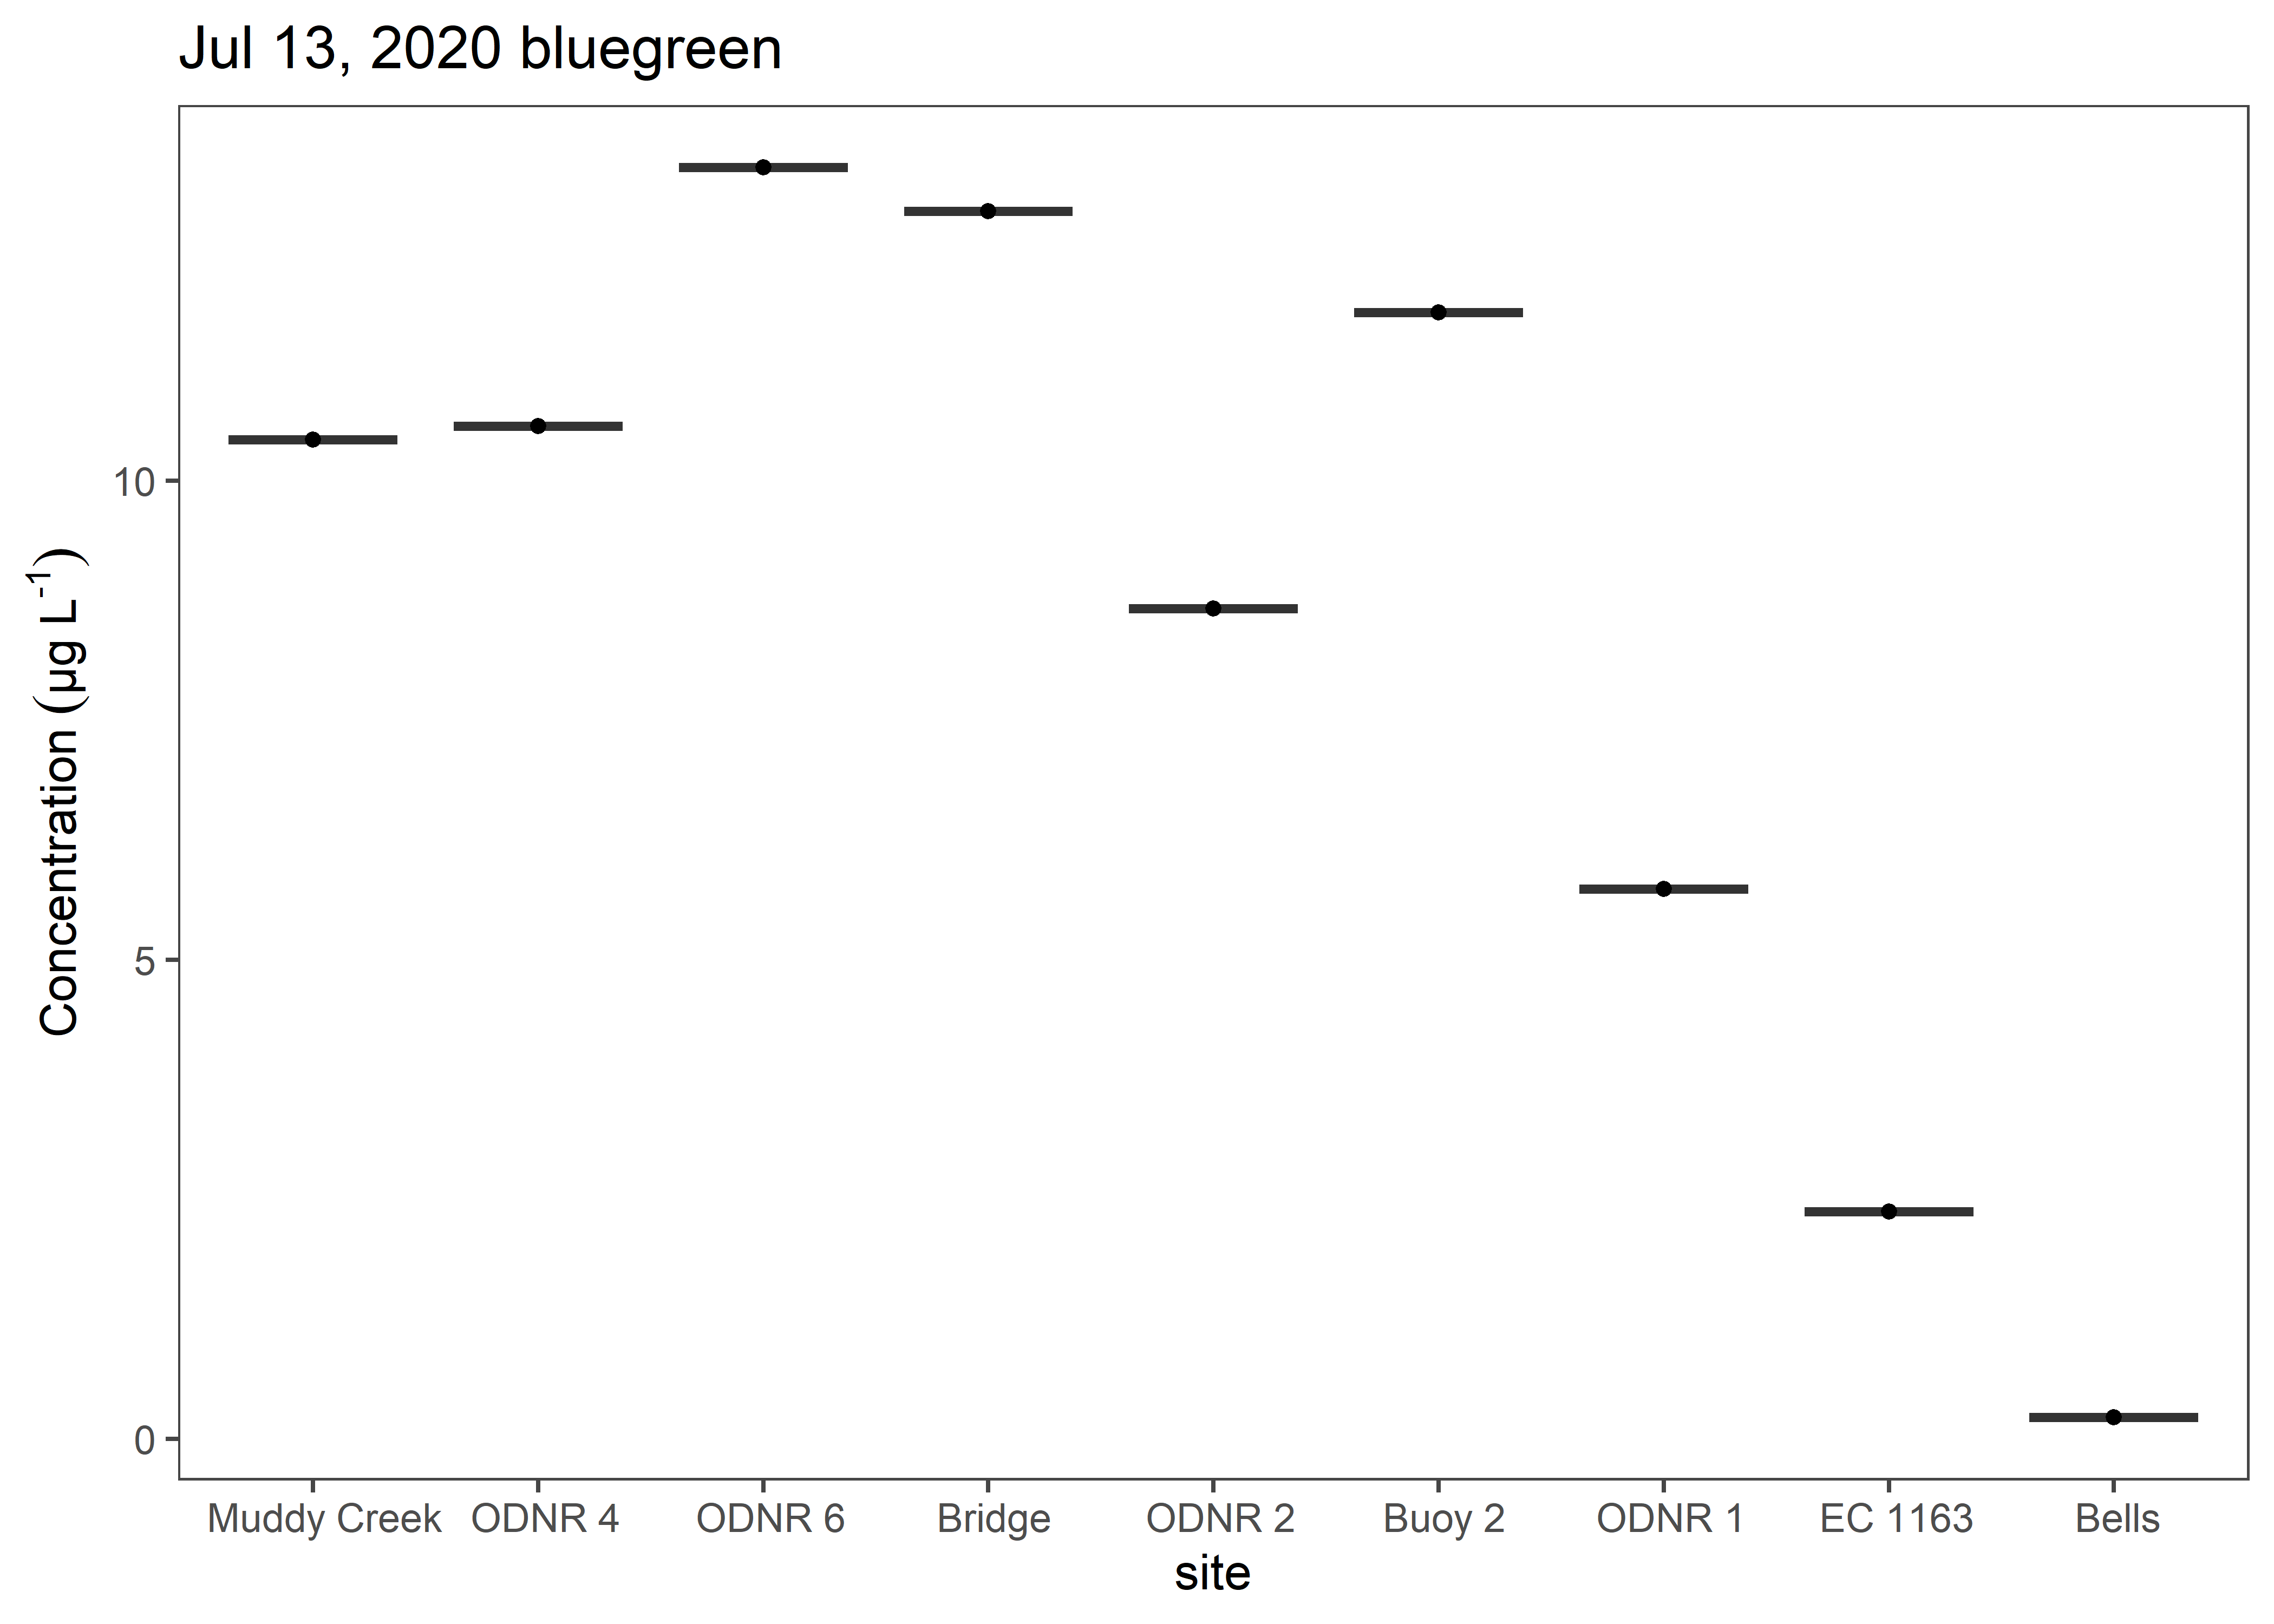 Jul 13, 2020 bluegreen
Concentration (µg L⁻¹)
10
5
0
Muddy Creek ODNR 4 ODNR 6 Bridge ODNR 2 Buoy 2 ODNR 1 EC 1163 Bells
site